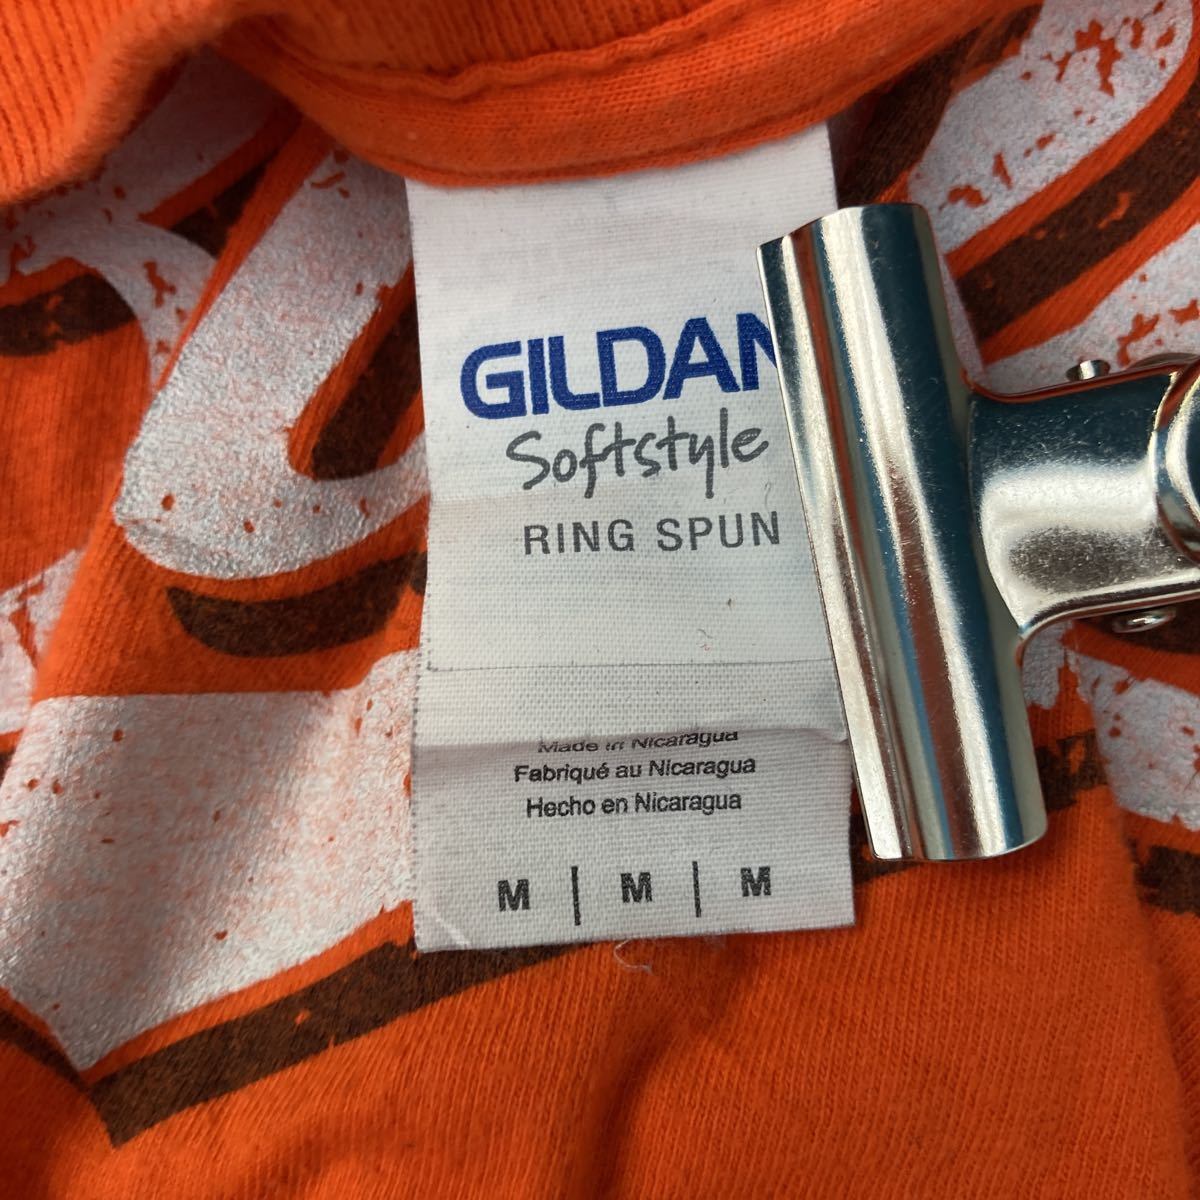 GILDAN
Softstyle
RING SPUN
Made in Nicaragua
Fabriqué au Nicaragua
Hecho en Nicaragua
M | M | M